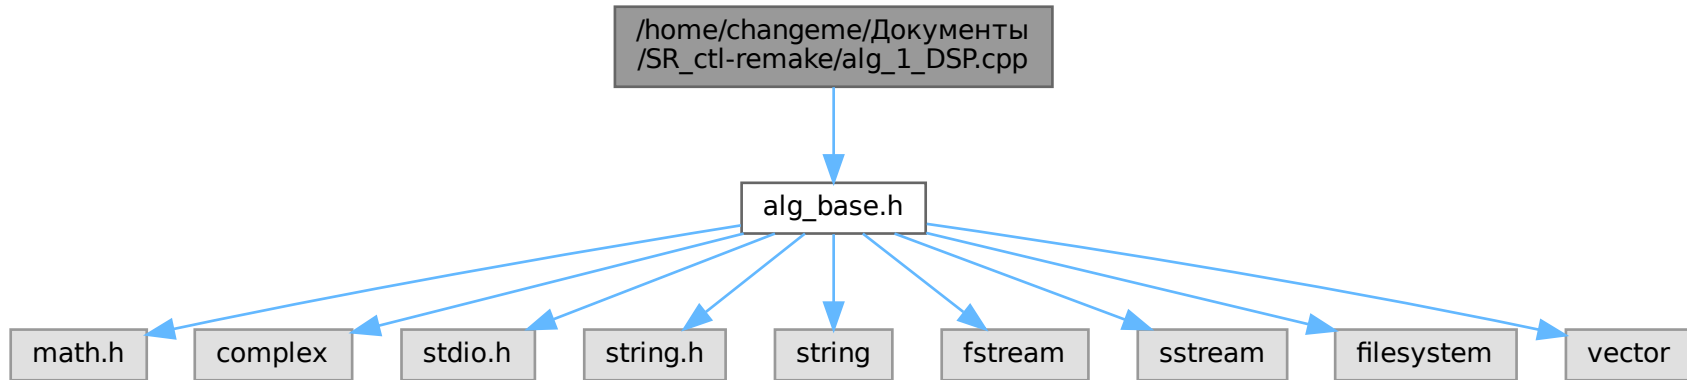 /home/changeme/Документы
/SR_ctl-remake/alg_1_DSP.cpp
alg_base.h
math.h
complex
stdio.h
string.h
string
fstream
sstream
filesystem
vector